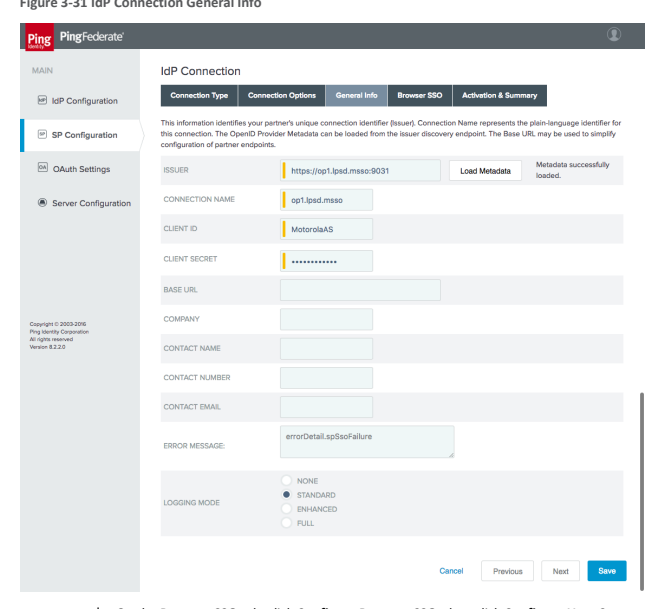 Figure 3-31 IdP Connection General Info
Ping
Identity
PingFederate®
MAIN
IdP Configuration
SP Configuration
OAuth Settings
Server Configuration
Copyright © 2003-2016
Ping Identity Corporation
All rights reserved
Version 8.2.2.0
IdP Connection
Connection Type
Connection Options
General Info
Browser SSO
Activation & Summary
This information identifies your partner's unique connection identifier (Issuer). Connection Name represents the plain-language identifier for
this connection. The OpenID Provider Metadata can be loaded from the issuer discovery endpoint. The Base URL may be used to simplify
configuration of partner endpoints.
ISSUER
https://op1.lpsd.msso:9031
Load Metadata
Metadata successfully
loaded.
CONNECTION NAME
op1.lpsd.msso
CLIENT ID
MotorolaAS
CLIENT SECRET
••••••••••••
BASE URL
COMPANY
CONTACT NAME
CONTACT NUMBER
CONTACT EMAIL
ERROR MESSAGE:
errorDetail.spSsoFailure
LOGGING MODE
NONE
STANDARD
ENHANCED
FULL
Cancel
Previous
Next
Save